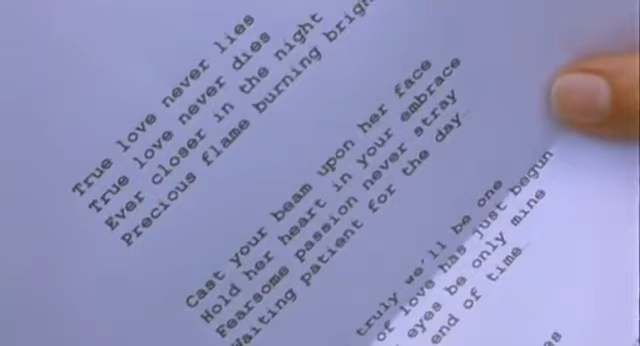 True love never lies
True love never dies
Ever closer in the night
Precious flame burning
Cast your beam upon her face
Hold her heart in your embrace
Fearsome passion never stray
Waiting patient for the day
truly we'll be one
of love has just begun
eyes be only mine
end of time